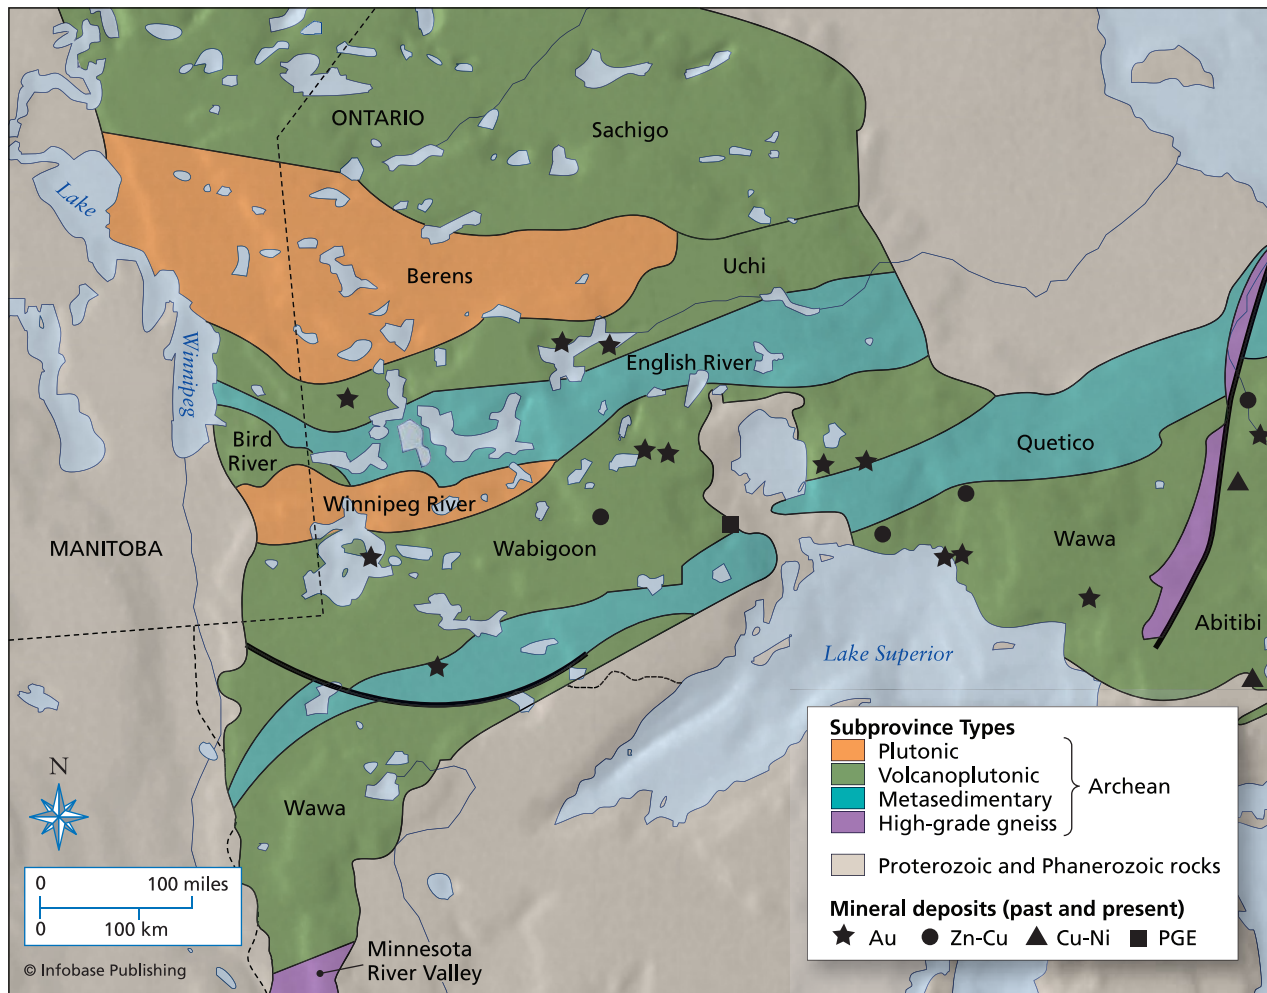 ONTARIO
Sachigo
Lake
Winnipeg
Berens
Uchi
English River
Bird
River
Winnipeg River
Quetico
MANITOBA
Wabigoon
Wawa
Abitibi
Lake Superior
Wawa
Minnesota
River Valley
N
0 100 miles
0 100 km
© Infobase Publishing
Subprovince Types
Plutonic
Volcanoplutonic
Metasedimentary
High-grade gneiss
Archean
Proterozoic and Phanerozoic rocks
Mineral deposits (past and present)
Au Zn-Cu Cu-Ni PGE